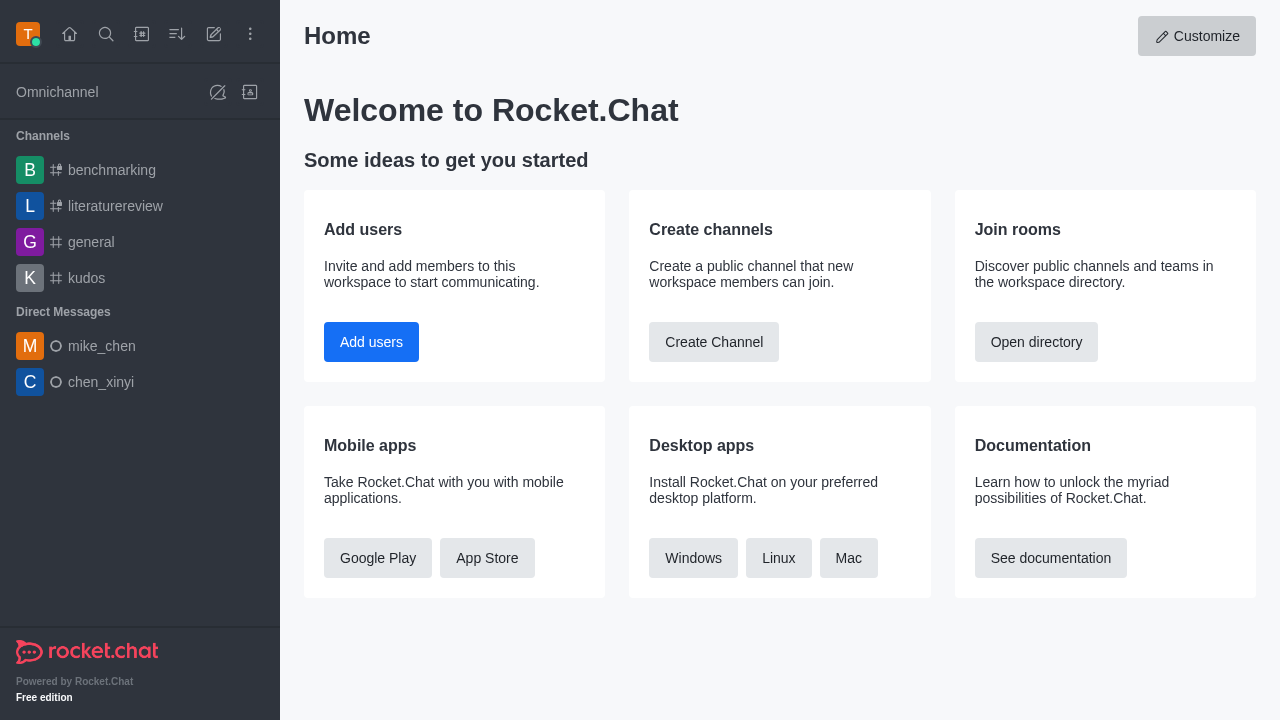 T
Home
Customize
Omnichannel
Welcome to Rocket.Chat
Channels
Some ideas to get you started
B benchmarking
L literaturereview
G general
K kudos
Direct Messages
M mike_chen
C chen_xinyi
Add users
Invite and add members to this
workspace to start communicating.
Add users
Create channels
Create a public channel that new
workspace members can join.
Create Channel
Join rooms
Discover public channels and teams in
the workspace directory.
Open directory
Mobile apps
Take Rocket.Chat with you with mobile
applications.
Google Play App Store
Desktop apps
Install Rocket.Chat on your preferred
desktop platform.
Windows Linux Mac
Documentation
Learn how to unlock the myriad
possibilities of Rocket.Chat.
See documentation
rocket.chat
Powered by Rocket.Chat
Free edition